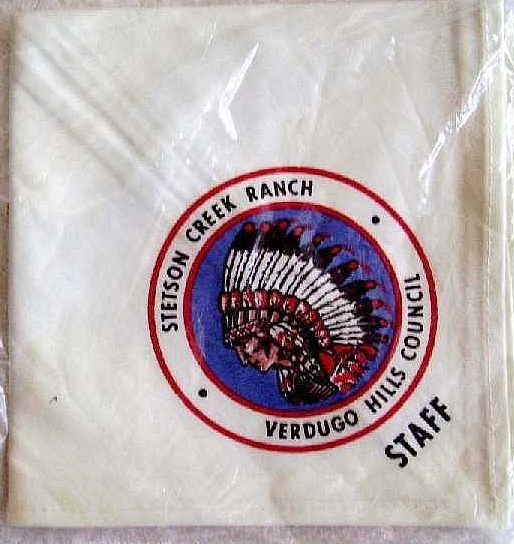 STETSON CREEK RANCH
VERDUGO HILLS COUNCIL
STAFF